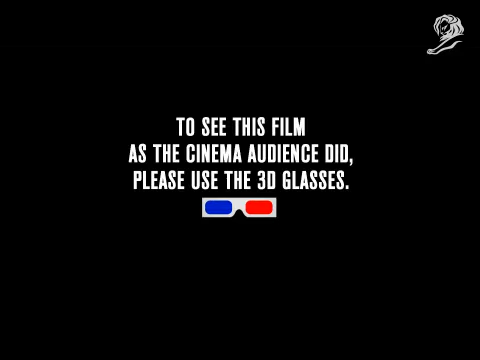 TO SEE THIS FILM
AS THE CINEMA AUDIENCE DID,
PLEASE USE THE 3D GLASSES.